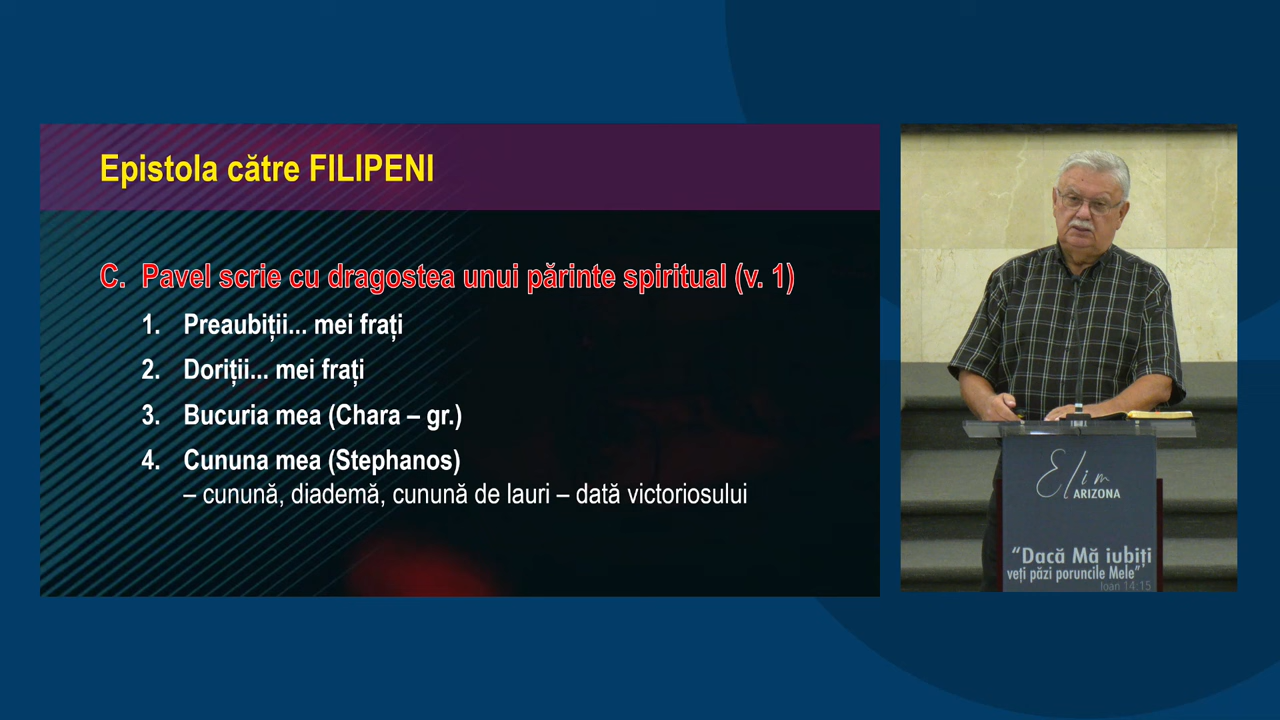 Epistola către FILIPENI
C. Pavel scrie cu dragostea unui părinte spiritual (v. 1)
1. Preaubiții... mei frați
2. Doriții... mei frați
3. Bucuria mea (Chara – gr.)
4. Cununa mea (Stephanos)
– cunună, diademă, cunună de lauri – dată victoriosului
Elim
ARIZONA
“Dacă Mă iubiți
veți păzi poruncile Mele”
Ioan 14:15